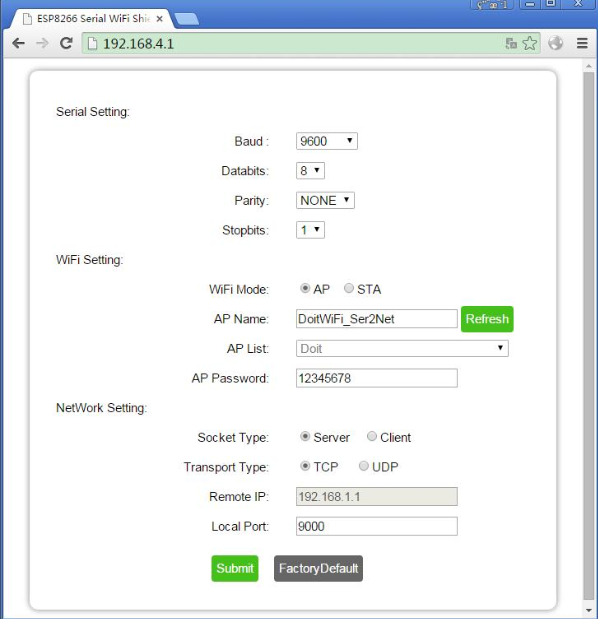 ESP8266 Serial WiFi Shi
192.168.4.1
Serial Setting:
Baud : 9600
Databits: 8
Parity: NONE
Stopbits: 1
WiFi Setting:
WiFi Mode: AP STA
AP Name: DoitWiFi_Ser2Net Refresh
AP List: Doit
AP Password: 12345678
NetWork Setting:
Socket Type: Server Client
Transport Type: TCP UDP
Remote IP: 192.168.1.1
Local Port: 9000
Submit FactoryDefault